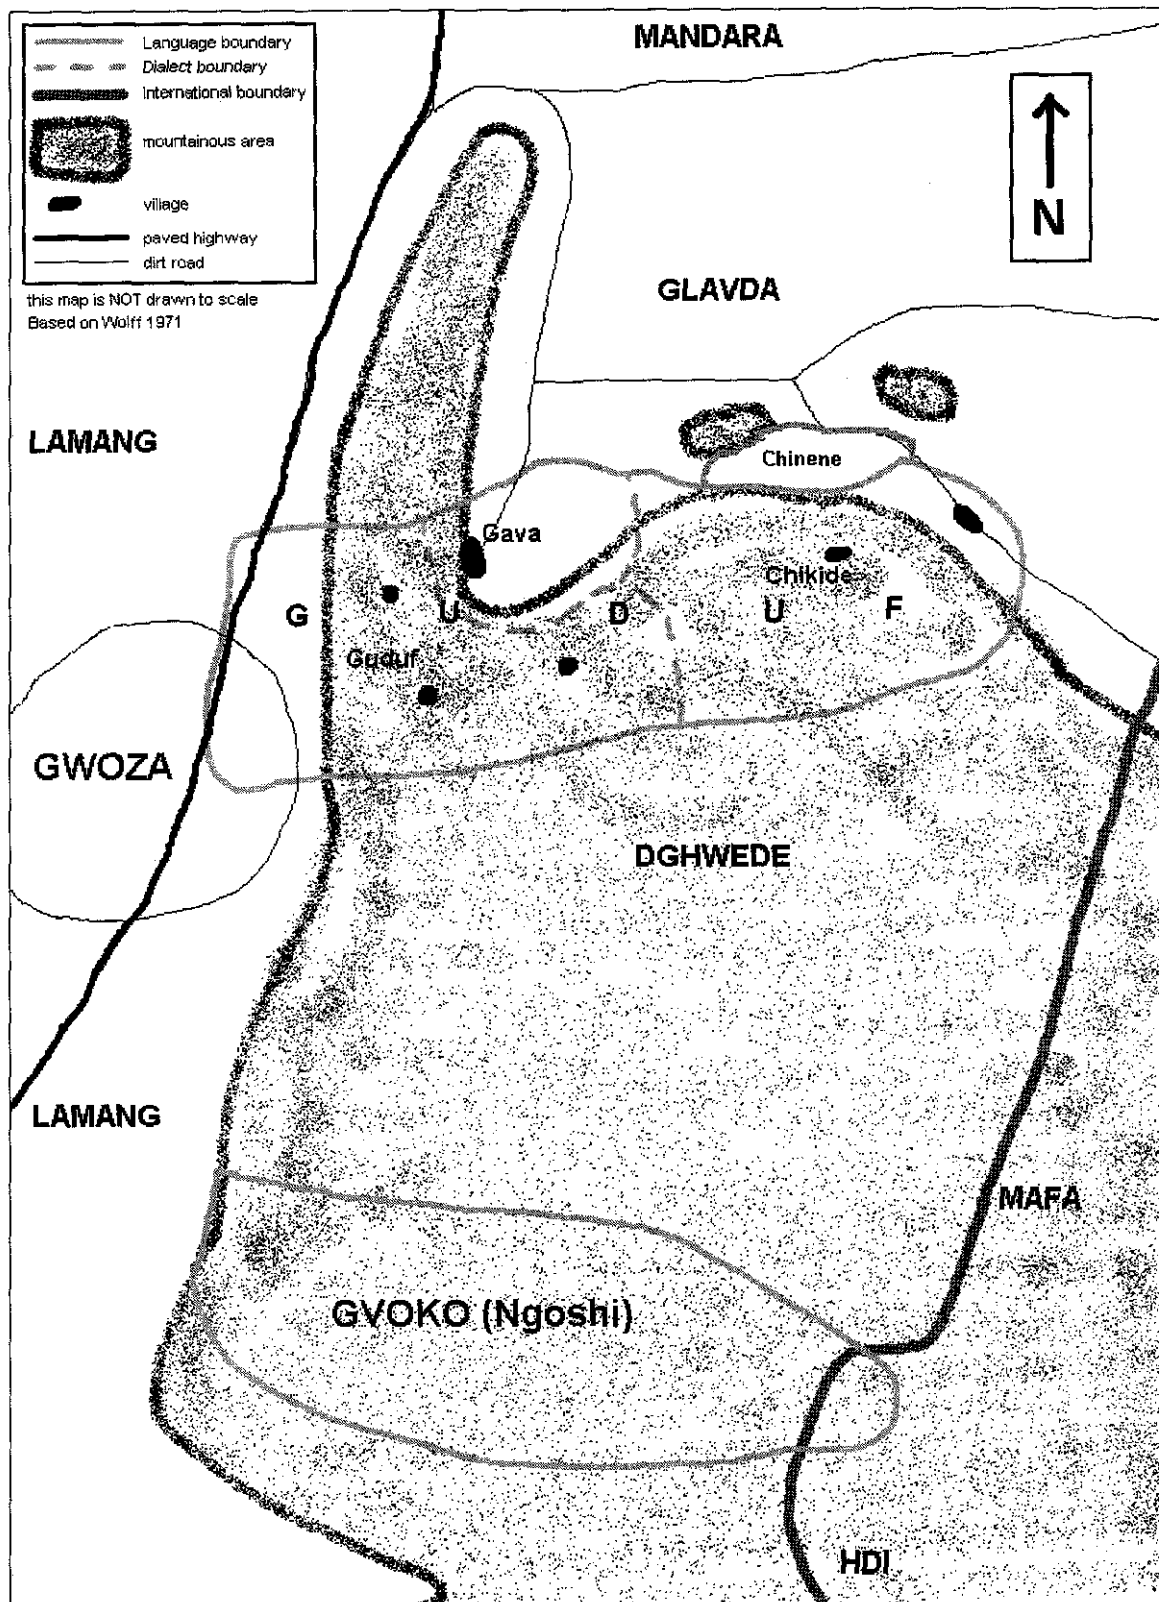 Language boundary
Dialect boundary
International boundary
mountainous area
village
paved highway
dirt road
this map is NOT drawn to scale
Based on Wolff 1971
MANDARA
N
GLAVDA
LAMANG
Chinene
Gava
Chikide
G U D U F
Guduf
GWOZA
DGHWEDE
LAMANG
MAFA
GVOKO (Ngoshi)
HDI